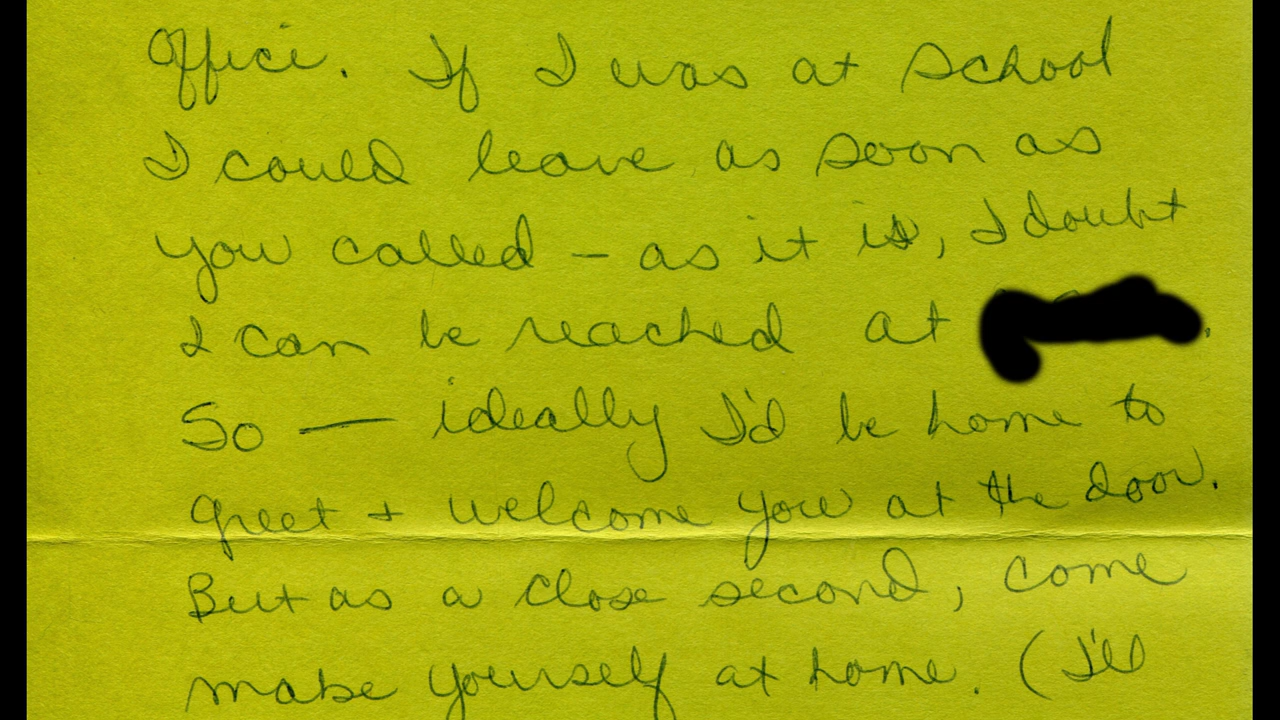 office. If I was at school
I could leave as soon as
you called - as it is, I doubt
I can be reached at
So — ideally I'd be home to
greet + welcome you at the door.
But as a close second, come
make yourself at home. (I'll